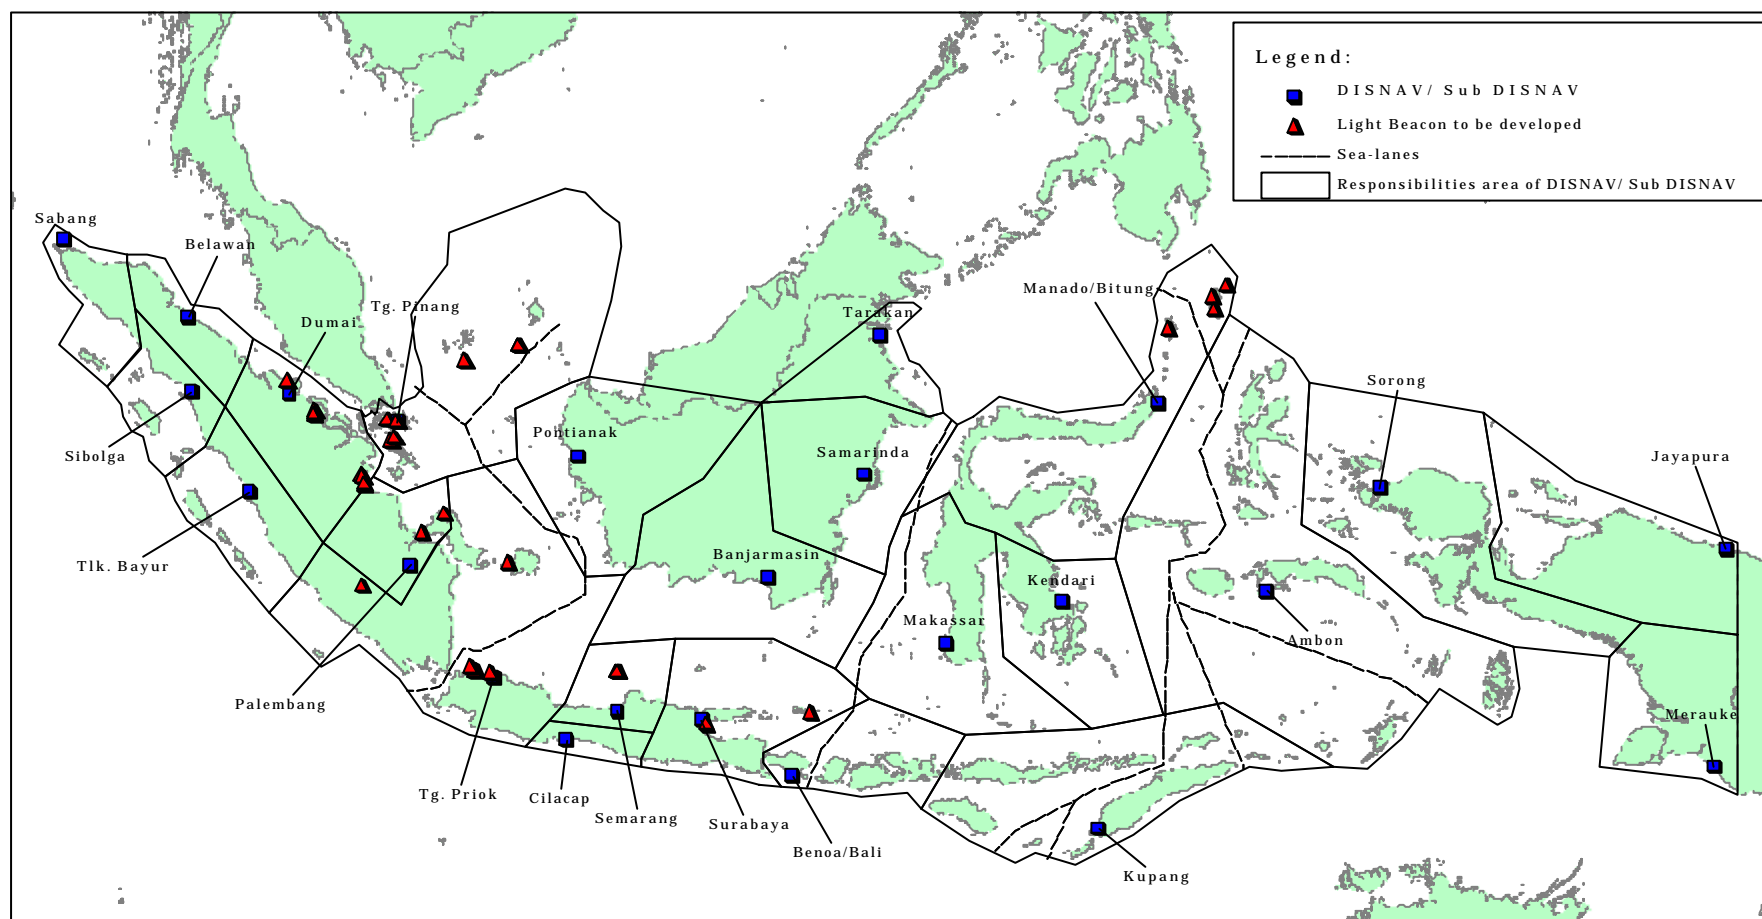 Legend:
DISNAV/ Sub DISNAV
Light Beacon to be developed
Sea-lanes
Responsibilities area of DISNAV/ Sub DISNAV
Sabang
Belawan
Tg. Pinang
Dumai
Manado/Bitung
Tarakan
Sorong
Pontianak
Sibolga
Samarinda
Jayapura
Tlk. Bayur
Banjarmasin
Kendari
Makassar
Ambon
Palembang
Merauke
Tg. Priok
Cilacap
Semarang
Surabaya
Benoa/Bali
Kupang